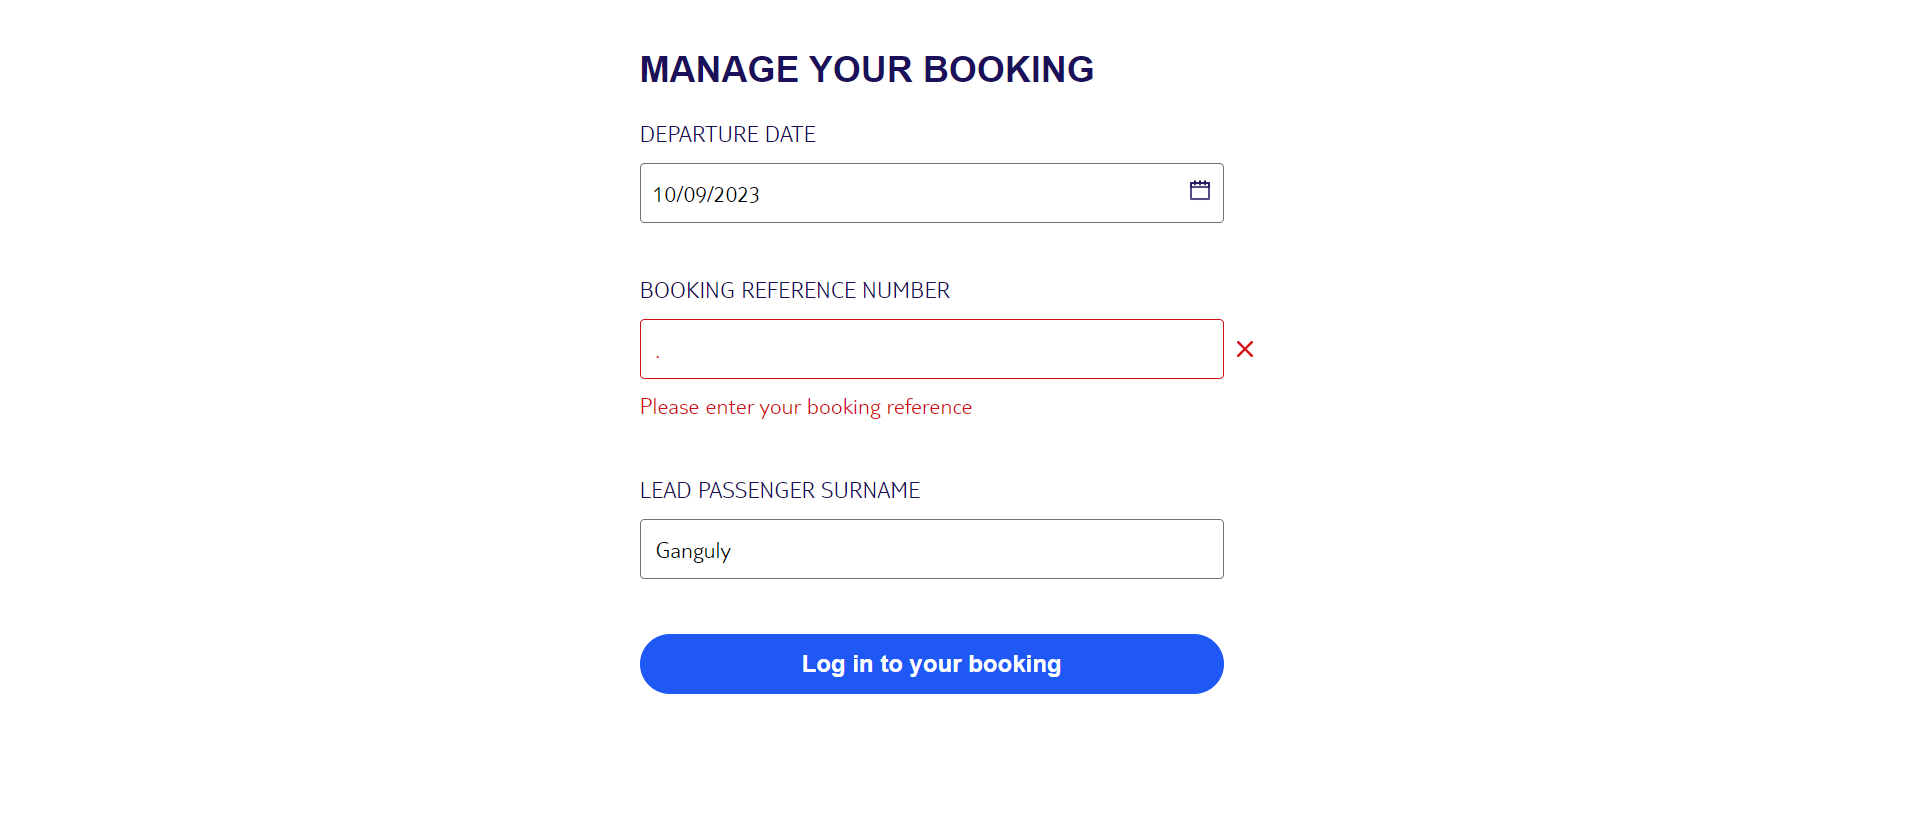 MANAGE YOUR BOOKING
DEPARTURE DATE
10/09/2023
BOOKING REFERENCE NUMBER
.
Please enter your booking reference
LEAD PASSENGER SURNAME
Ganguly
Log in to your booking